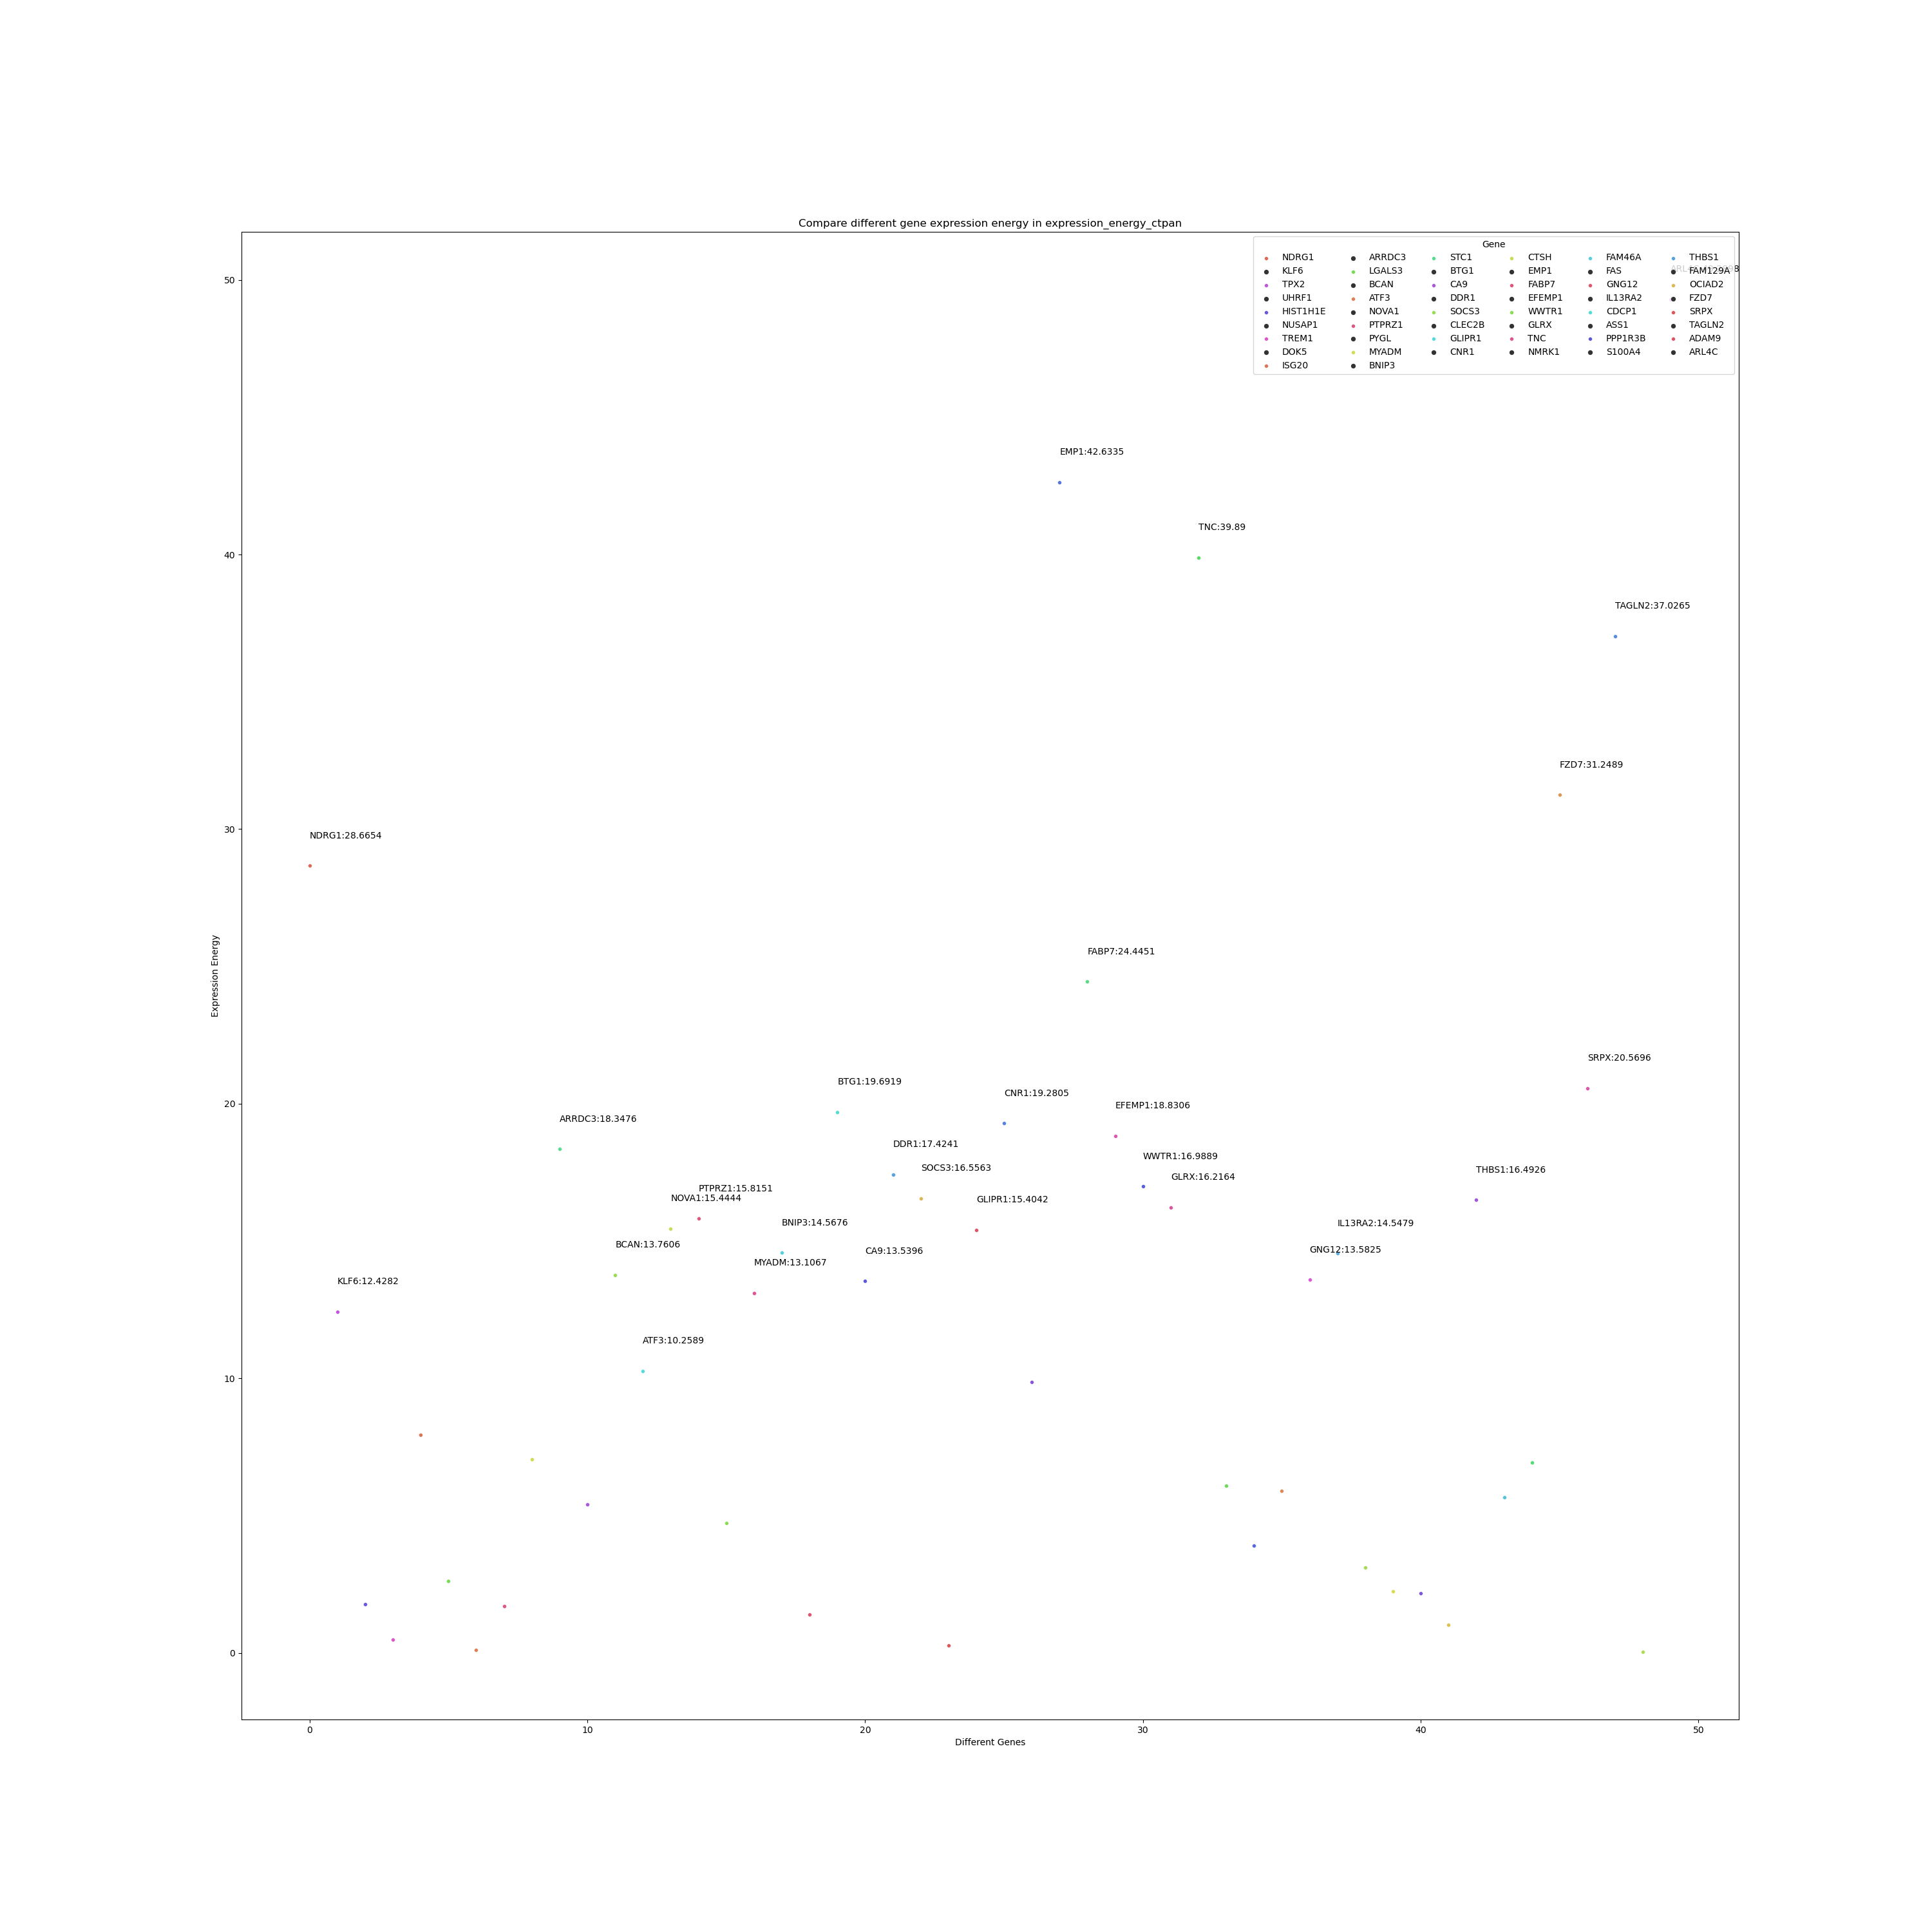 Compare different gene expression energy in expression_energy_ctpan
Gene
NDRG1 ARRDC3 STC1 CTSH FAM46A THBS1
KLF6 LGALS3 BTG1 EMP1 FAS FAM129A
TPX2 BCAN CA9 FABP7 GNG12 OCIAD2
UHRF1 ATF3 DDR1 EFEMP1 IL13RA2 FZD7
HIST1H1E NOVA1 SOCS3 WWTR1 CDCP1 SRPX
NUSAP1 PTPRZ1 CLEC2B GLRX ASS1 TAGLN2
TREM1 PYGL GLIPR1 TNC PPP1R3B ADAM9
DOK5 MYADM CNR1 NMRK1 S100A4 ARL4C
ISG20 BNIP3
50
EMP1:42.6335
TNC:39.89
40
TAGLN2:37.0265
FZD7:31.2489
30
NDRG1:28.6654
FABP7:24.4451
Expression Energy
SRPX:20.5696
20
BTG1:19.6919
CNR1:19.2805
EFEMP1:18.8306
ARRDC3:18.3476
DDR1:17.4241
WWTR1:16.9889
SOCS3:16.5563
THBS1:16.4926
GLRX:16.2164
PTPRZ1:15.8151
NOVA1:15.4444
GLIPR1:15.4042
BNIP3:14.5676
IL13RA2:14.5479
BCAN:13.7606
GNG12:13.5825
CA9:13.5396
MYADM:13.1067
KLF6:12.4282
ATF3:10.2589
10
0
0 10 20 30 40 50
Different Genes